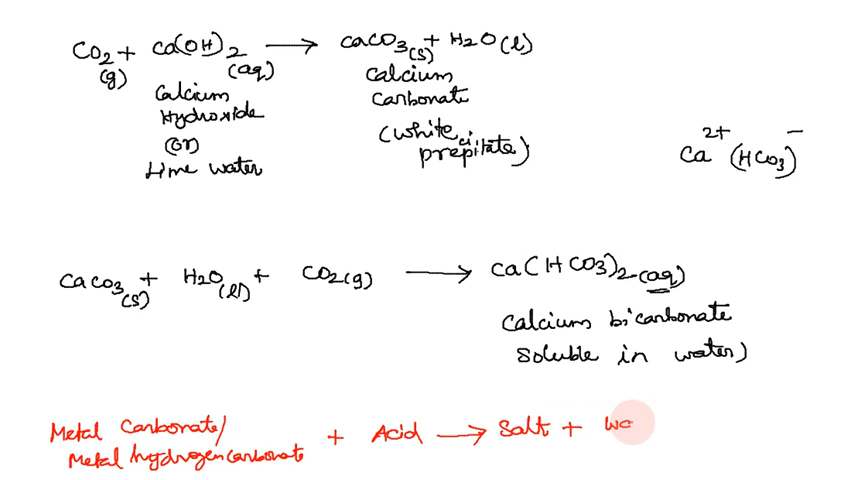 CO2(g) + Ca(OH)2(aq) → CaCO3(s) + H2O(l)
Calcium Hydroxide (or) Lime water
Calcium Carbonate (white precipitate)
Ca2+ (HCO3)-
CaCO3(s) + H2O(l) + CO2(g) → Ca(HCO3)2(aq)
Calcium bicarbonate
soluble in water)
Metal Carbonate/
Metal hydrogen carbonate + Acid → Salt + wa